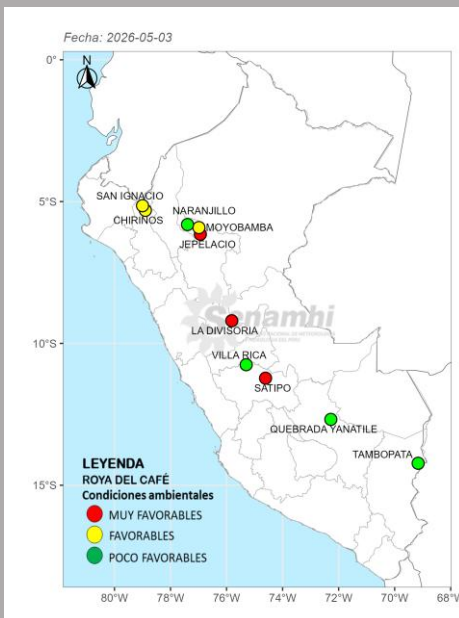 Fecha: 2026-05-03
N
0°
SAN IGNACIO
5°S
NARANJILLO
CHIRINOS
MOYOBAMBA
JEPELACIO
Senamhi
LA DIVISORIA
10°S
VILLA RICA
SATIPO
QUEBRADA YANATILE
TAMBOPATA
LEYENDA
ROYA DEL CAFÉ
Condiciones ambientales
15°S
MUY FAVORABLES
FAVORABLES
POCO FAVORABLES
80°W 78°W 76°W 74°W 72°W 70°W 68°W